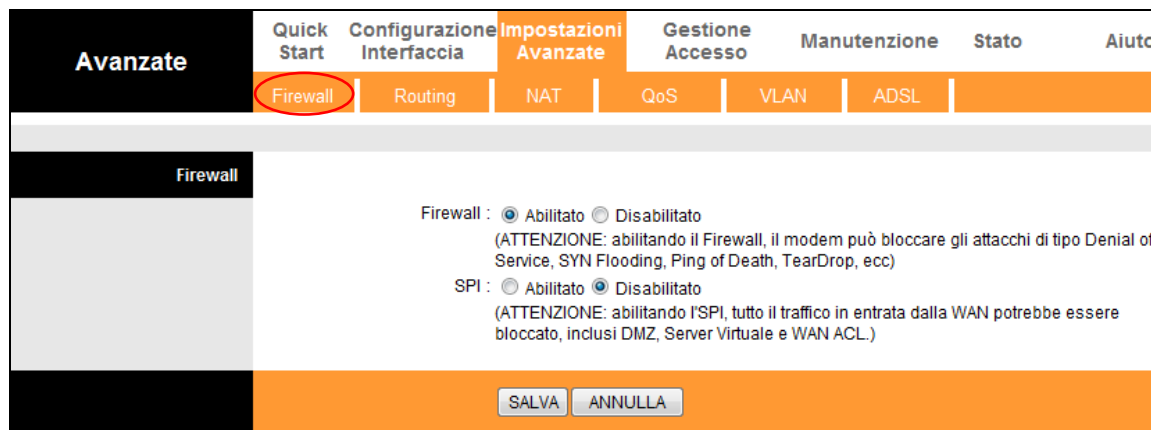 Avanzate
Quick Start
Configurazione Interfaccia
Impostazioni Avanzate
Gestione Accesso
Manutenzione
Stato
Aiuto
Firewall
Routing
NAT
QoS
VLAN
ADSL
Firewall
Firewall : Abilitato Disabilitato
(ATTENZIONE: abilitando il Firewall, il modem può bloccare gli attacchi di tipo Denial of
Service, SYN Flooding, Ping of Death, TearDrop, ecc)
SPI : Abilitato Disabilitato
(ATTENZIONE: abilitando l'SPI, tutto il traffico in entrata dalla WAN potrebbe essere
bloccato, inclusi DMZ, Server Virtuale e WAN ACL.)
SALVA
ANNULLA